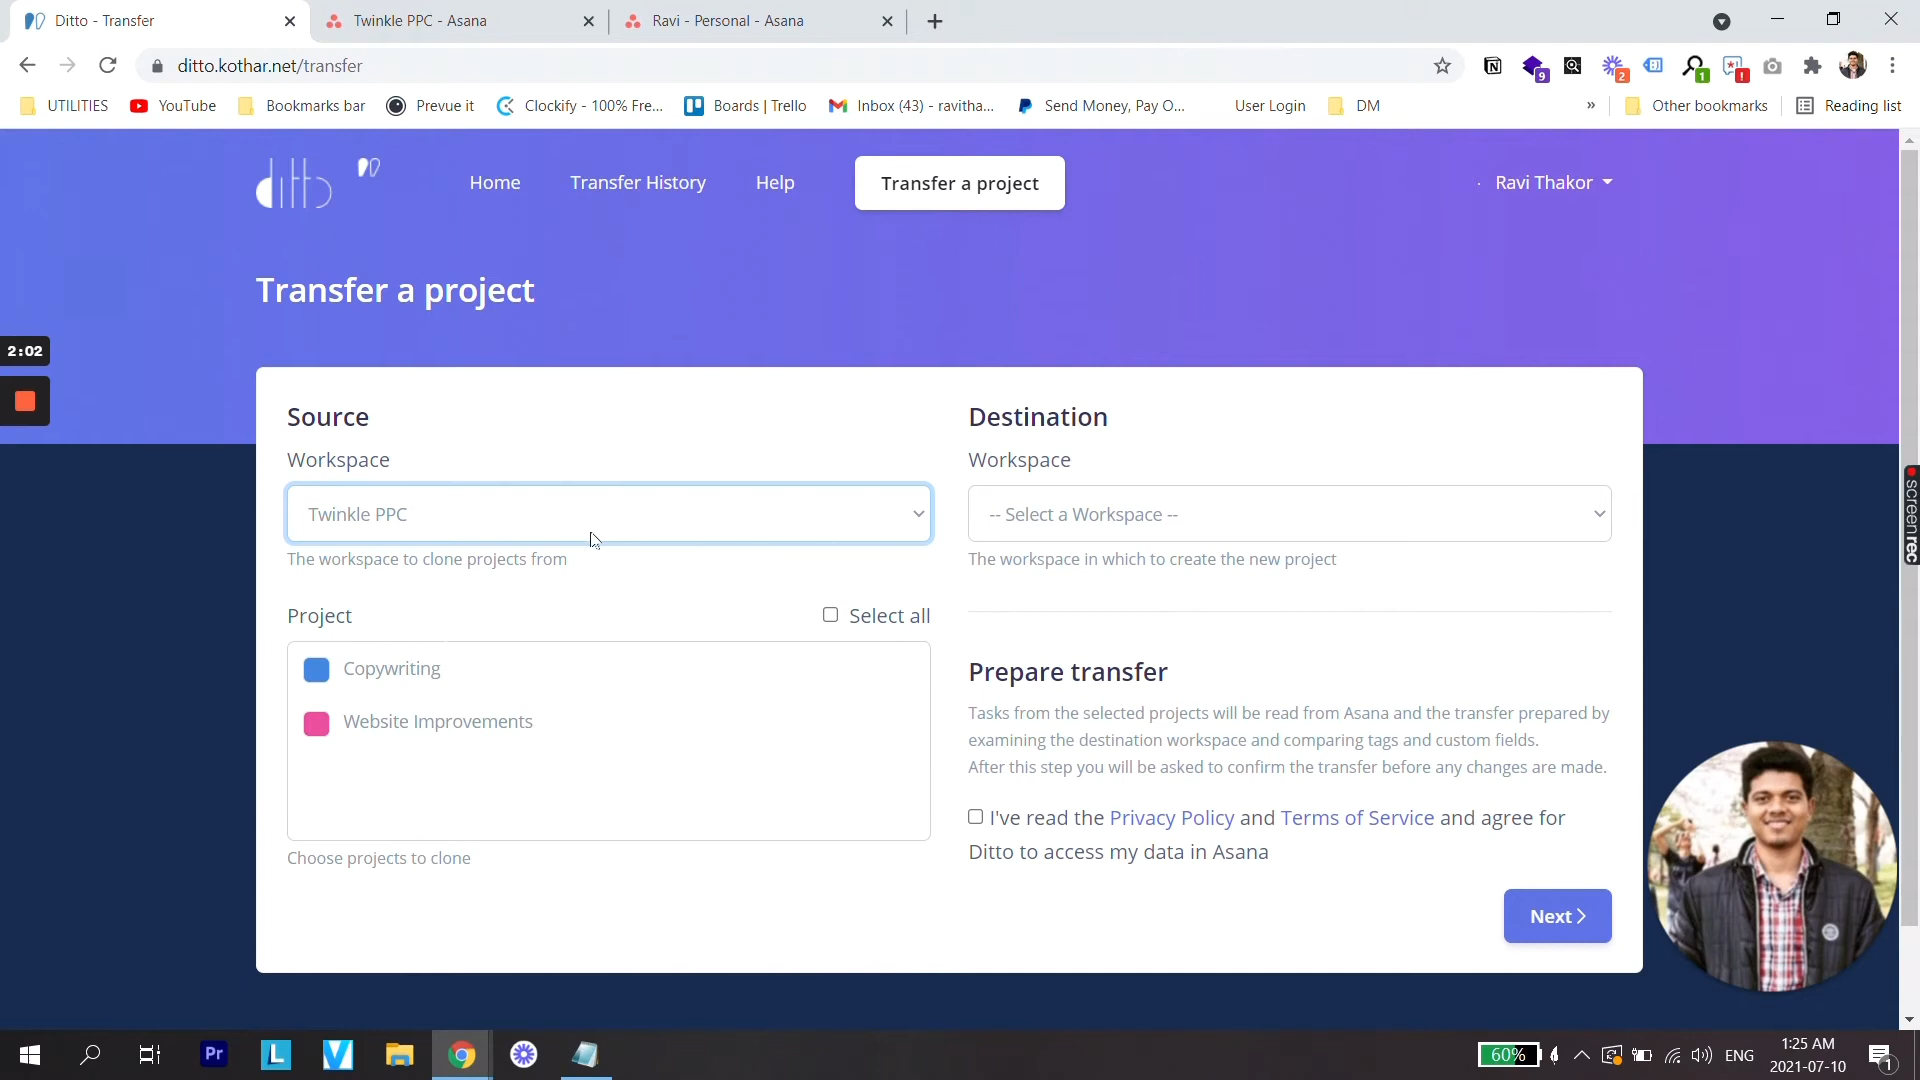 Ditto - Transfer
Twinkle PPC - Asana
Ravi - Personal - Asana
ditto.kothar.net/transfer
9
2
1
!
UTILITIES
YouTube
Bookmarks bar
Prevue it
Clockify - 100% Fre...
Boards | Trello
Inbox (43) - ravitha...
Send Money, Pay O...
User Login
DM
»
Other bookmarks
Reading list
ditto
Home
Transfer History
Help
Transfer a project
Ravi Thakor
Transfer a project
2:02
Source
Workspace
Twinkle PPC
The workspace to clone projects from
Project
Select all
Copywriting
Website Improvements
Choose projects to clone
Destination
Workspace
-- Select a Workspace --
The workspace in which to create the new project
Prepare transfer
Tasks from the selected projects will be read from Asana and the transfer prepared by
examining the destination workspace and comparing tags and custom fields.
After this step you will be asked to confirm the transfer before any changes are made.
I've read the Privacy Policy and Terms of Service and agree for
Ditto to access my data in Asana
Next
screenrec
Pr
L
V
60%
ENG
1:25 AM
2021-07-10
1